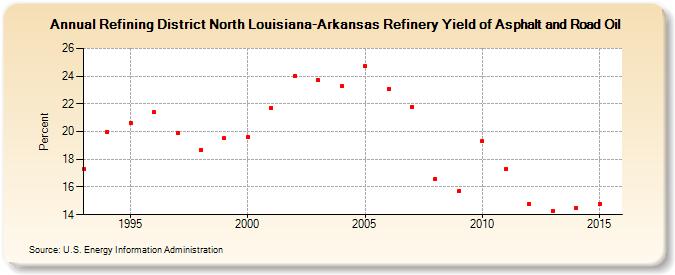 Annual Refining District North Louisiana-Arkansas Refinery Yield of Asphalt and Road Oil
Percent
26
24
22
20
18
16
14
1995 2000 2005 2010 2015
Source: U.S. Energy Information Administration